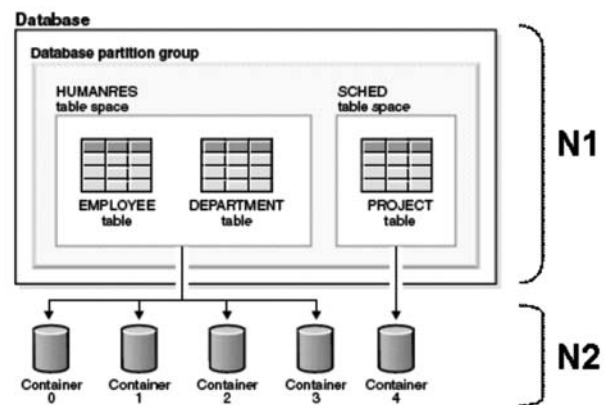 Database
Database partition group
HUMANRES
table space
SCHED
table space
EMPLOYEE
table
DEPARTMENT
table
PROJECT
table
N1
Container
0
Container
1
Container
2
Container
3
Container
4
N2